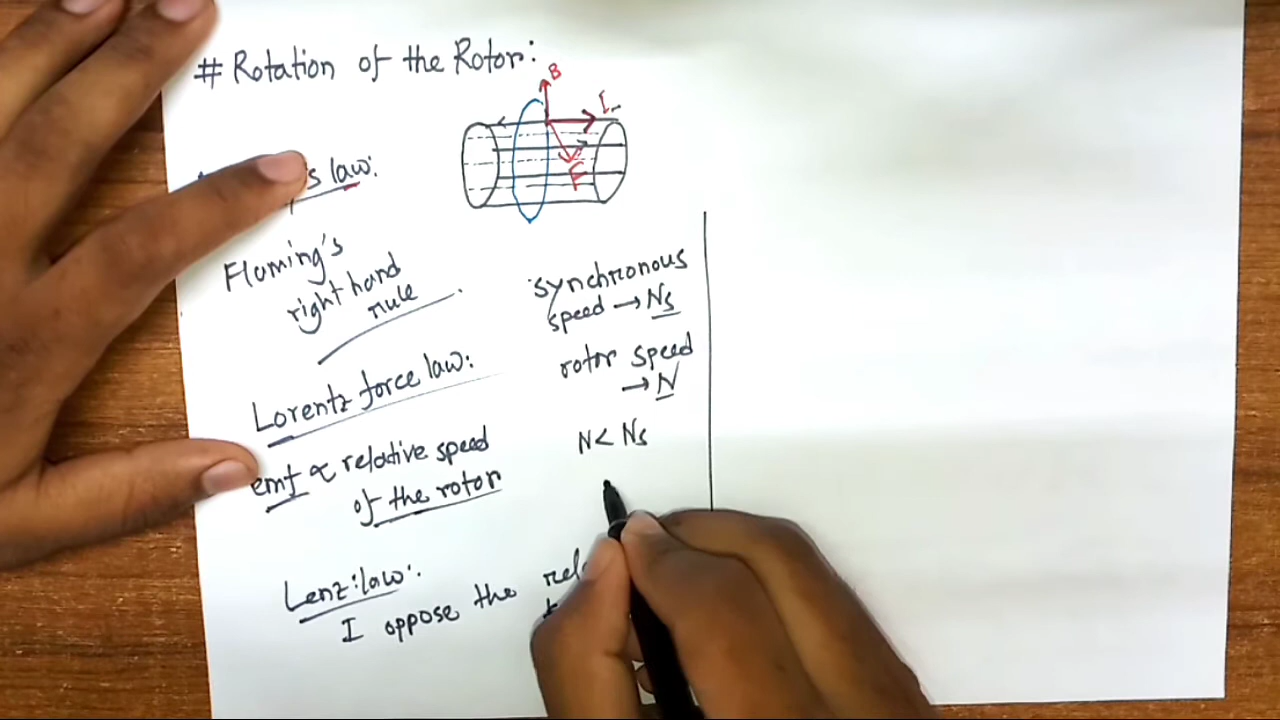 # Rotation of the Rotor:
B
I
F
s law:
Fluming's
right hand
rule
Lorentz force law:
emf ∝ relative speed
of the rotor
Lenz's law:
I oppose the
synchronous
speed → Ns
rotor speed
→ N
N < Ns